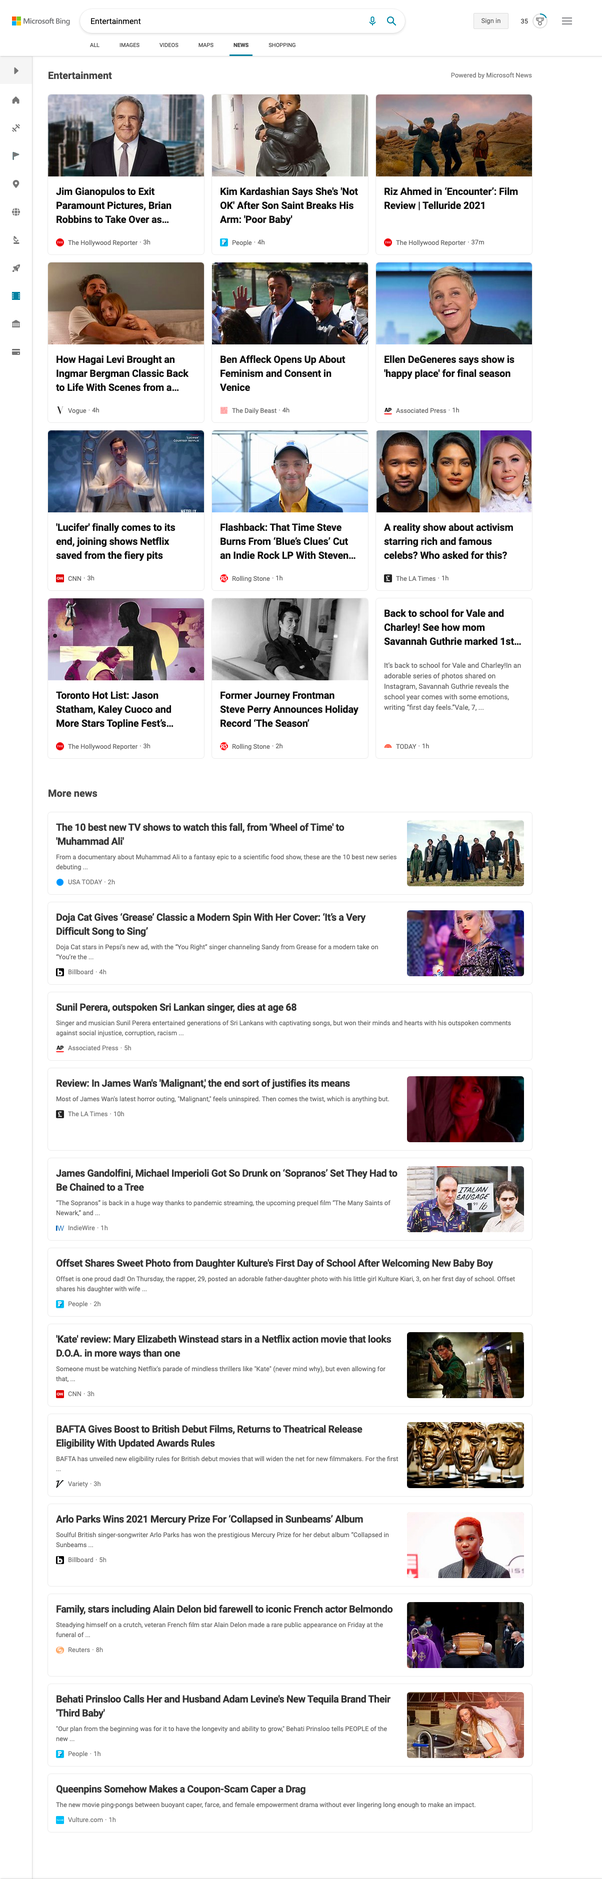 Microsoft Bing
Entertainment
Sign in
35
ALL
IMAGES
VIDEOS
MAPS
NEWS
SHOPPING
Entertainment
Powered by Microsoft News
Jim Gianopulos to Exit
Paramount Pictures, Brian
Robbins to Take Over as...
The Hollywood Reporter · 3h
Kim Kardashian Says She's 'Not
OK' After Son Saint Breaks His
Arm: 'Poor Baby'
People · 4h
Riz Ahmed in ‘Encounter’: Film
Review | Telluride 2021
The Hollywood Reporter · 37m
How Hagai Levi Brought an
Ingmar Bergman Classic Back
to Life With Scenes from a...
Vogue · 4h
Ben Affleck Opens Up About
Feminism and Consent in
Venice
The Daily Beast · 4h
Ellen DeGeneres says show is
'happy place' for final season
AP Associated Press · 1h
'Lucifer' finally comes to its
end, joining shows Netflix
saved from the fiery pits
CNN · 3h
Flashback: That Time Steve
Burns From ‘Blue’s Clues’ Cut
an Indie Rock LP With Steven...
Rolling Stone · 1h
A reality show about activism
starring rich and famous
celebs? Who asked for this?
The LA Times · 1h
Toronto Hot List: Jason
Statham, Kaley Cuoco and
More Stars Topline Fest’s...
The Hollywood Reporter · 3h
Former Journey Frontman
Steve Perry Announces Holiday
Record ‘The Season’
Rolling Stone · 2h
Back to school for Vale and
Charley! See how mom
Savannah Guthrie marked 1st...
It's back to school for Vale and Charley!In an
adorable series of photos shared on
Instagram, Savannah Guthrie reveals the
school year comes with some emotions,
writing “first day feels.”Vale, 7, ...
TODAY · 1h
More news
The 10 best new TV shows to watch this fall, from 'Wheel of Time' to
'Muhammad Ali'
From a documentary about Muhammad Ali to a fantasy epic to a scientific food show, these are the 10 best new series
debuting ...
USA TODAY · 2h
Doja Cat Gives ‘Grease’ Classic a Modern Spin With Her Cover: ‘It’s a Very
Difficult Song to Sing’
Doja Cat stars in Pepsi's new ad, with the “You Right” singer channeling Sandy from Grease for a modern take on
“You're the ...
Billboard · 4h
Sunil Perera, outspoken Sri Lankan singer, dies at age 68
Singer and musician Sunil Perera entertained generations of Sri Lankans with captivating songs, but won their minds and hearts with his outspoken comments
against social injustice, corruption, racism ...
AP Associated Press · 5h
Review: In James Wan's 'Malignant,' the end sort of justifies its means
Most of James Wan's latest horror outing, "Malignant," feels uninspired. Then comes the twist, which is anything but.
The LA Times · 10h
James Gandolfini, Michael Imperioli Got So Drunk on ‘Sopranos’ Set They Had to
Be Chained to a Tree
“The Sopranos” is back in a huge way thanks to pandemic streaming, the upcoming prequel film “The Many Saints of
Newark,” and ...
IndieWire · 1h
ITALIAN
SAUSAGE
Offset Shares Sweet Photo from Daughter Kulture's First Day of School After Welcoming New Baby Boy
Offset is one proud dad! On Thursday, the rapper, 29, posted an adorable father-daughter photo with his little girl Kulture Kiari, 3, on her first day of school. Offset
shares his daughter with wife ...
People · 2h
'Kate' review: Mary Elizabeth Winstead stars in a Netflix action movie that looks
D.O.A. in more ways than one
Someone must be watching Netflix's parade of mindless thrillers like "Kate" (never mind why), but even allowing for
that, ...
CNN · 3h
BAFTA Gives Boost to British Debut Films, Returns to Theatrical Release
Eligibility With Updated Awards Rules
BAFTA has unveiled new eligibility rules for British debut movies that will widen the net for new filmmakers. For the first
...
Variety · 3h
Arlo Parks Wins 2021 Mercury Prize For ‘Collapsed in Sunbeams’ Album
Soulful British singer-songwriter Arlo Parks has won the prestigious Mercury Prize for her debut album “Collapsed in
Sunbeams ...
Billboard · 5h
Family, stars including Alain Delon bid farewell to iconic French actor Belmondo
Steadying himself on a crutch, veteran French film star Alain Delon made a rare public appearance on Friday at the
funeral of ...
Reuters · 8h
Behati Prinsloo Calls Her and Husband Adam Levine's New Tequila Brand Their
'Third Baby'
"Our plan from the beginning was for it to have the longevity and ability to grow," Behati Prinsloo tells PEOPLE of the
new ...
People · 1h
Queenpins Somehow Makes a Coupon-Scam Caper a Drag
The new movie ping-pongs between buoyant caper, farce, and female empowerment drama without ever lingering long enough to make an impact.
Vulture.com · 1h